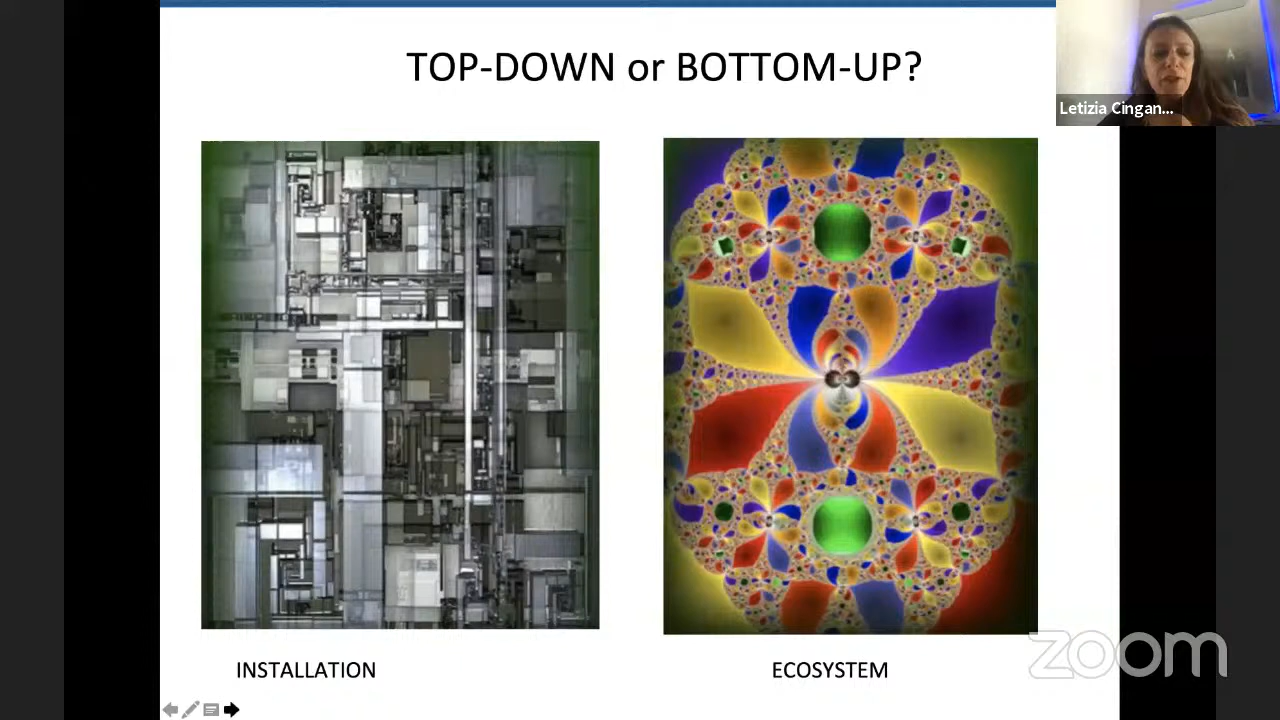 TOP-DOWN or BOTTOM-UP?
Letizia Cingan...
INSTALLATION
ECOSYSTEM
zoom